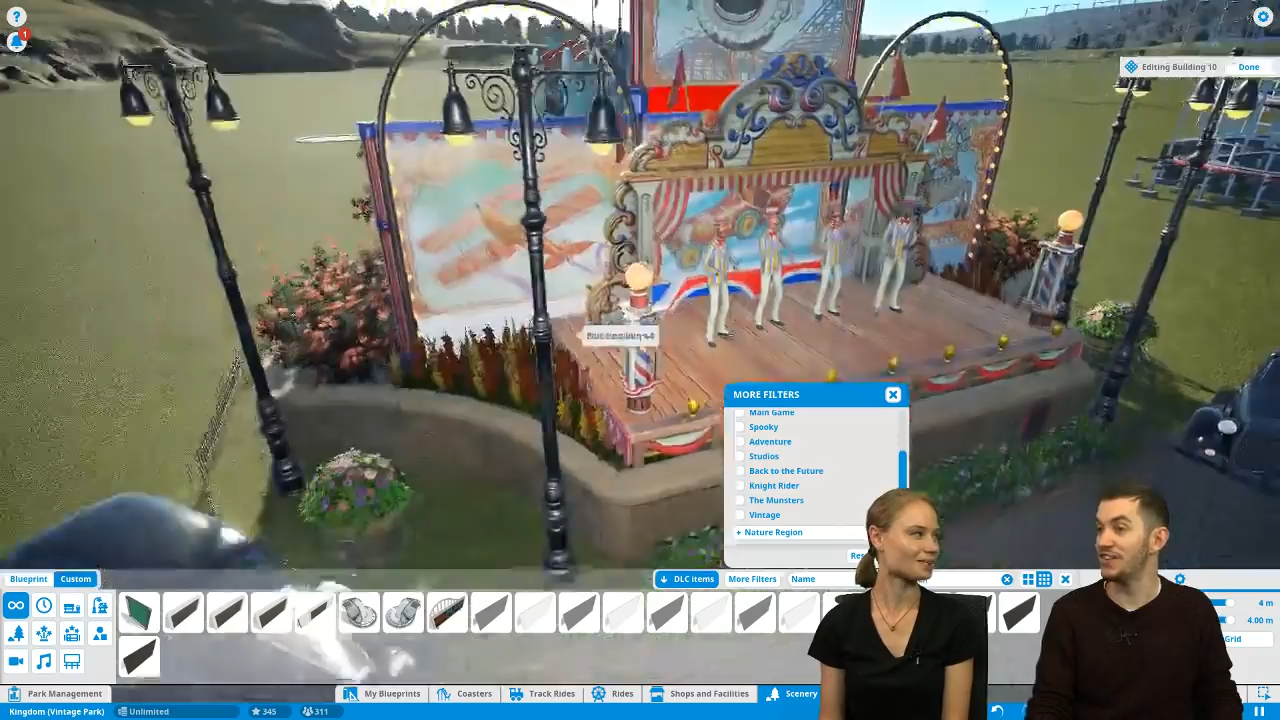 ?
1
Editing Building 10
Done
MORE FILTERS
Main Game
Spooky
Adventure
Studios
Back to the Future
Knight Rider
The Munsters
Vintage
+ Nature Region
Blueprint
Custom
DLC items
More Filters
Name
4 m
4.00 m
Grid
Park Management
My Blueprints
Coasters
Track Rides
Rides
Shops and Facilities
Scenery
Kingdom (Vintage Park)
Unlimited
345
311